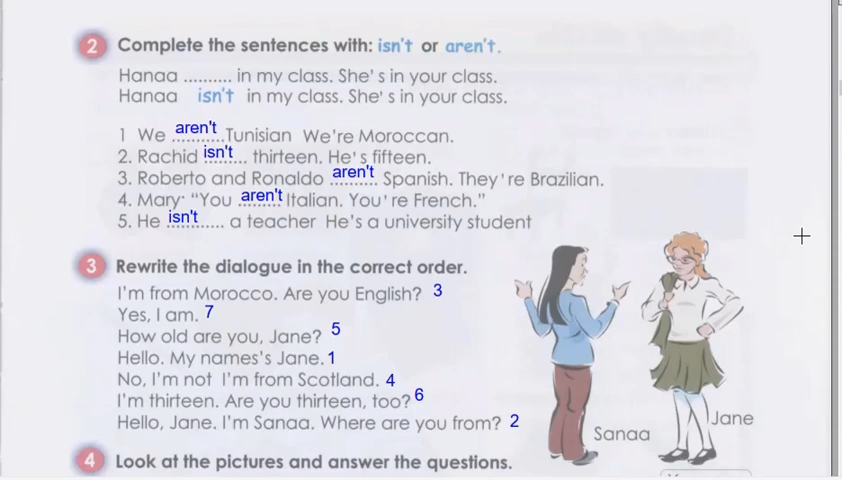 2 Complete the sentences with: isn't or aren't.
Hanaa .......... in my class. She's in your class.
Hanaa isn't in my class. She's in your class.
1 We aren't Tunisian We're Moroccan.
2. Rachid isn't thirteen. He's fifteen.
3. Roberto and Ronaldo aren't Spanish. They're Brazilian.
4. Mary: “You aren't Italian. You're French.”
5. He isn't a teacher He's a university student
3 Rewrite the dialogue in the correct order.
I'm from Morocco. Are you English? 3
Yes, I am. 7
How old are you, Jane? 5
Hello. My names's Jane. 1
No, I'm not I'm from Scotland. 4
I'm thirteen. Are you thirteen, too? 6
Hello, Jane. I'm Sanaa. Where are you from? 2
Sanaa
Jane
4 Look at the pictures and answer the questions.